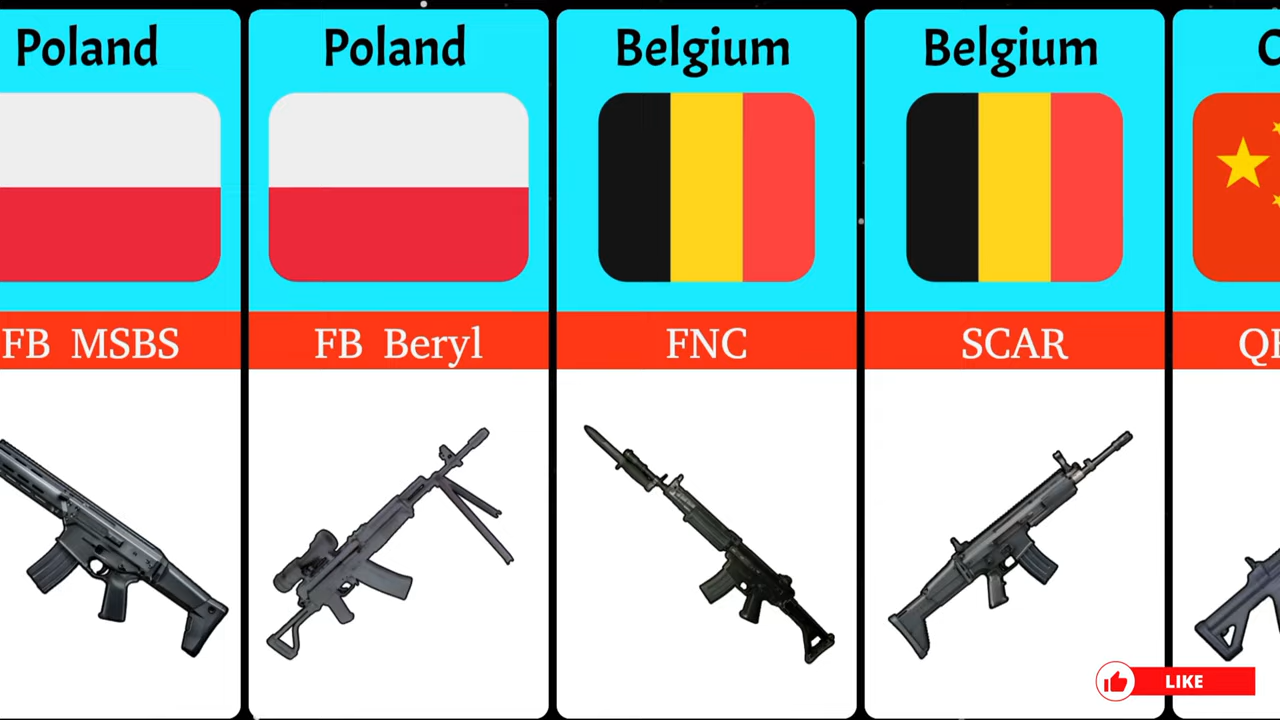 Poland
FB MSBS
Poland
FB Beryl
Belgium
FNC
Belgium
SCAR
LIKE